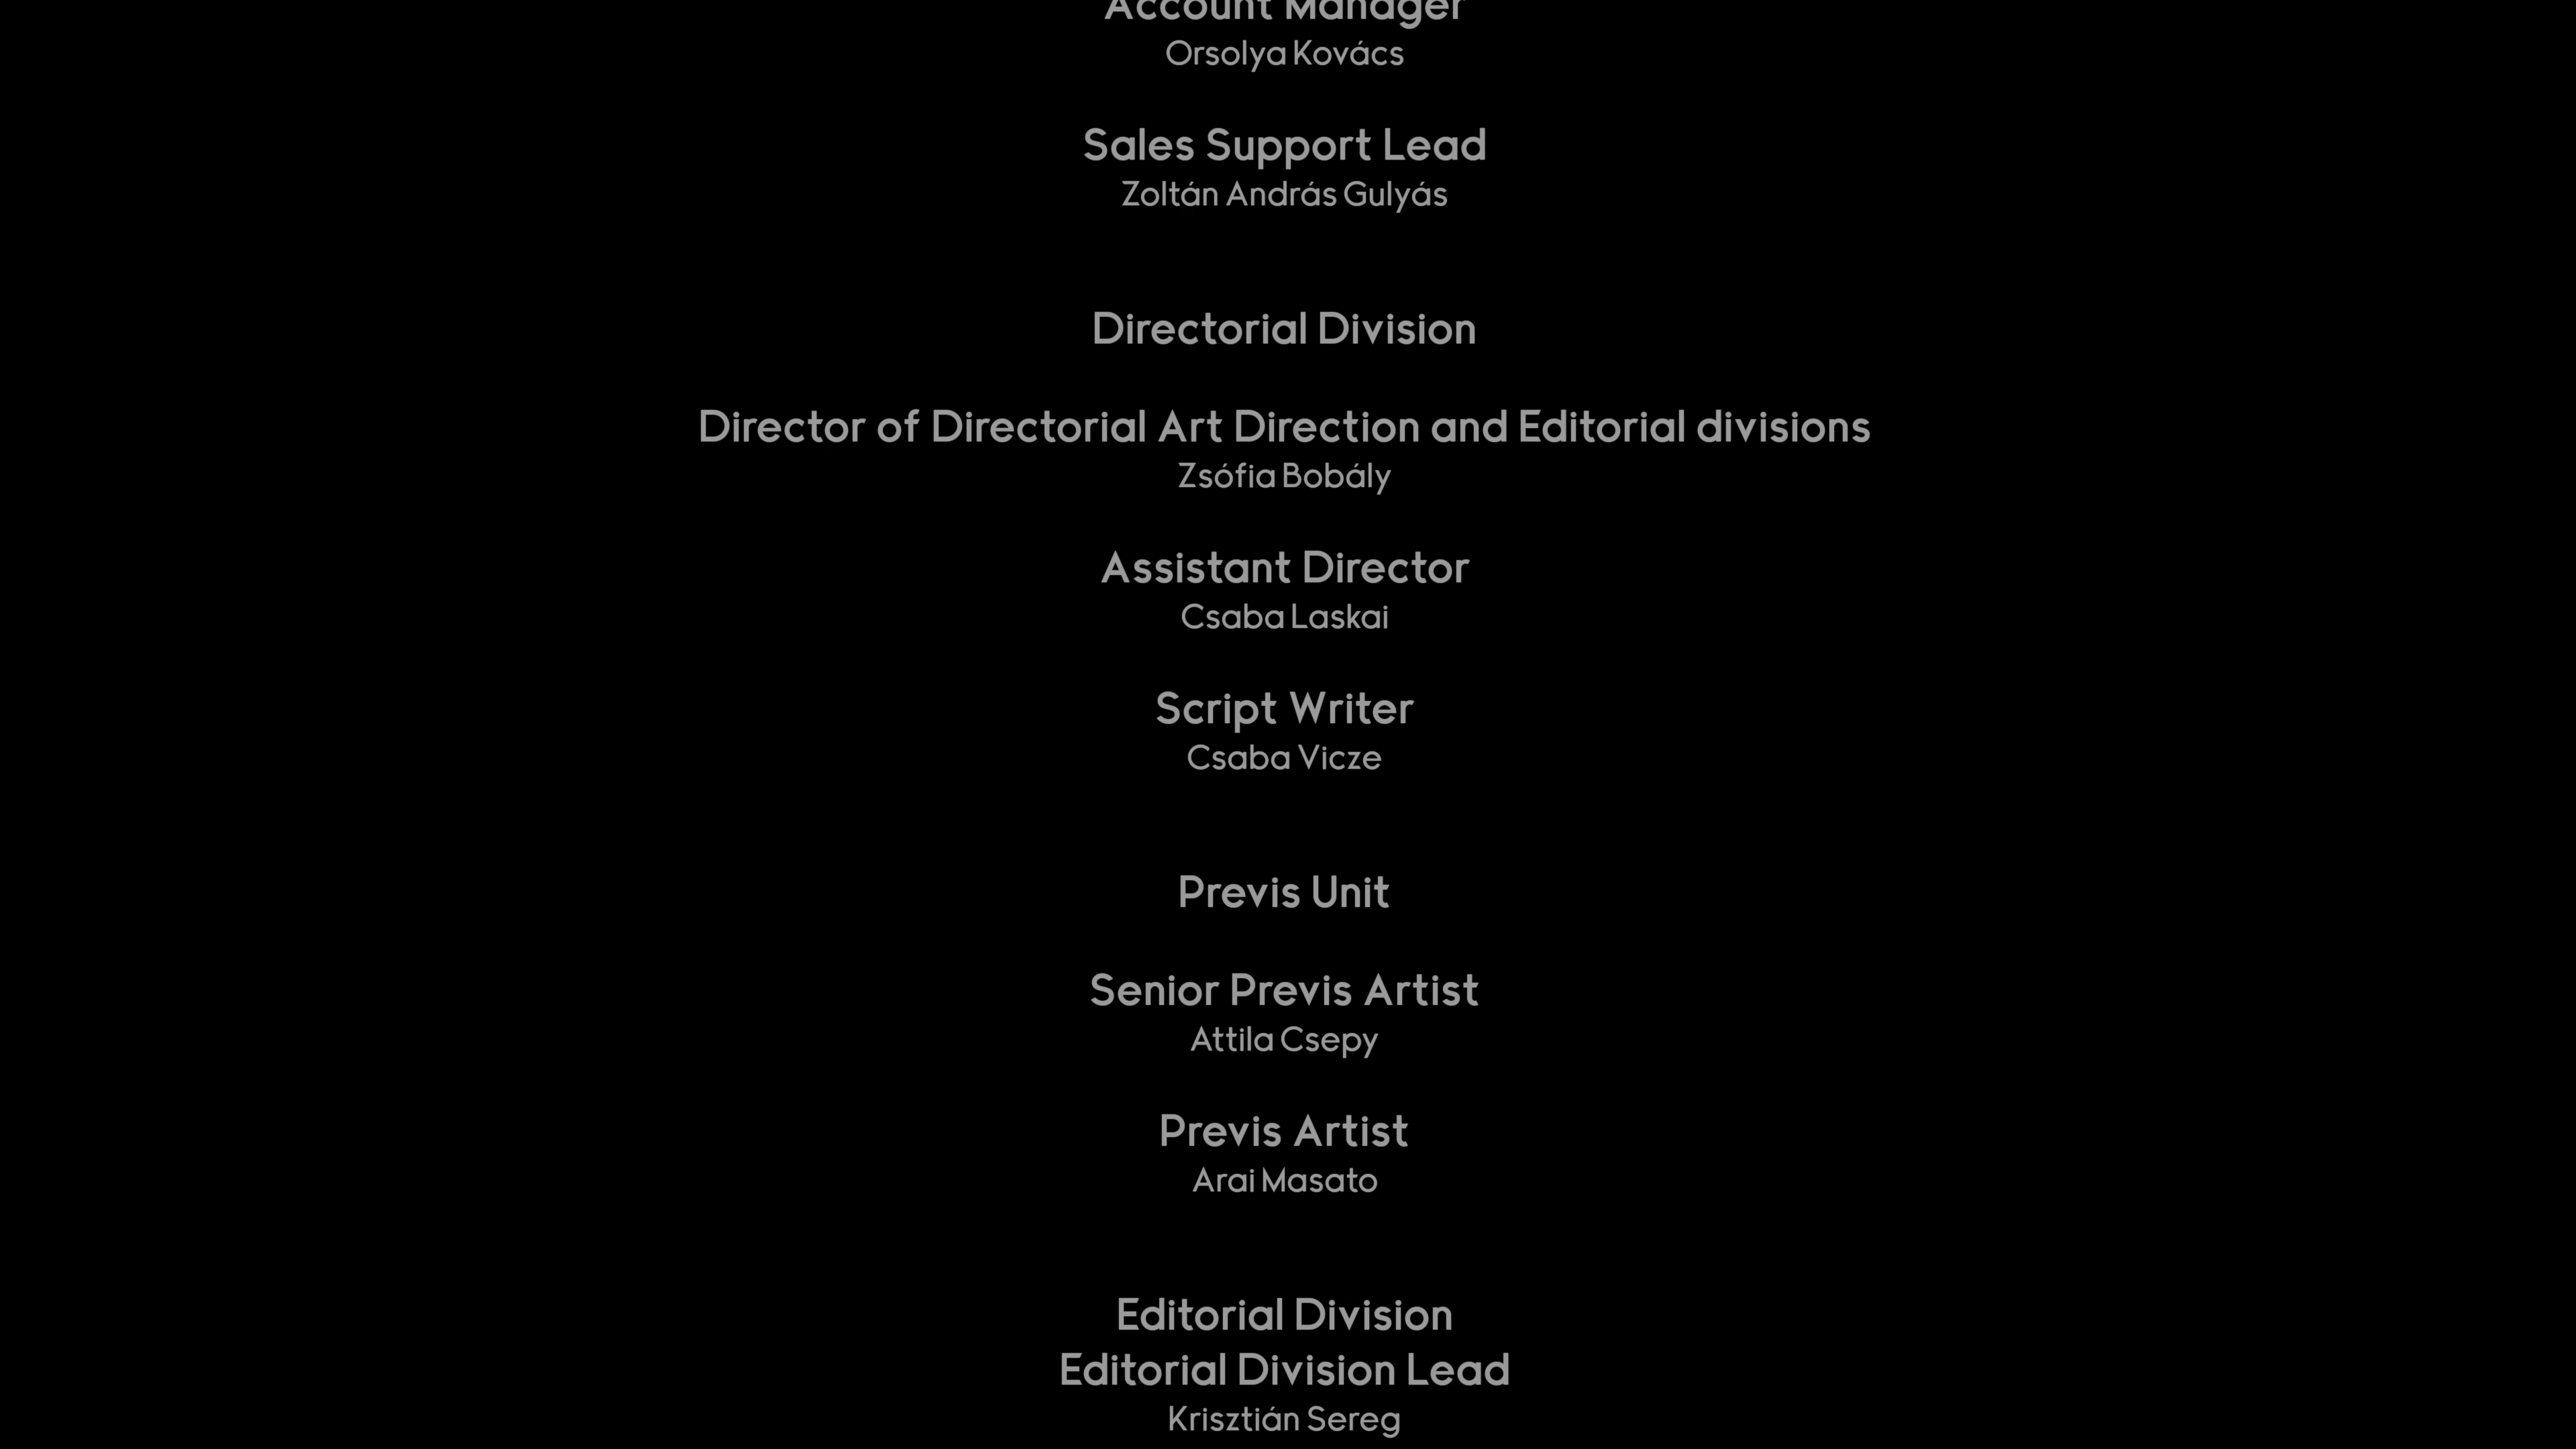 Account Manager
Orsolya Kovács
Sales Support Lead
Zoltán András Gulyás
Directorial Division
Director of Directorial Art Direction and Editorial divisions
Zsófia Bobály
Assistant Director
Csaba Laskai
Script Writer
Csaba Vicze
Previs Unit
Senior Previs Artist
Attila Csepy
Previs Artist
Arai Masato
Editorial Division
Editorial Division Lead
Krisztián Sereg